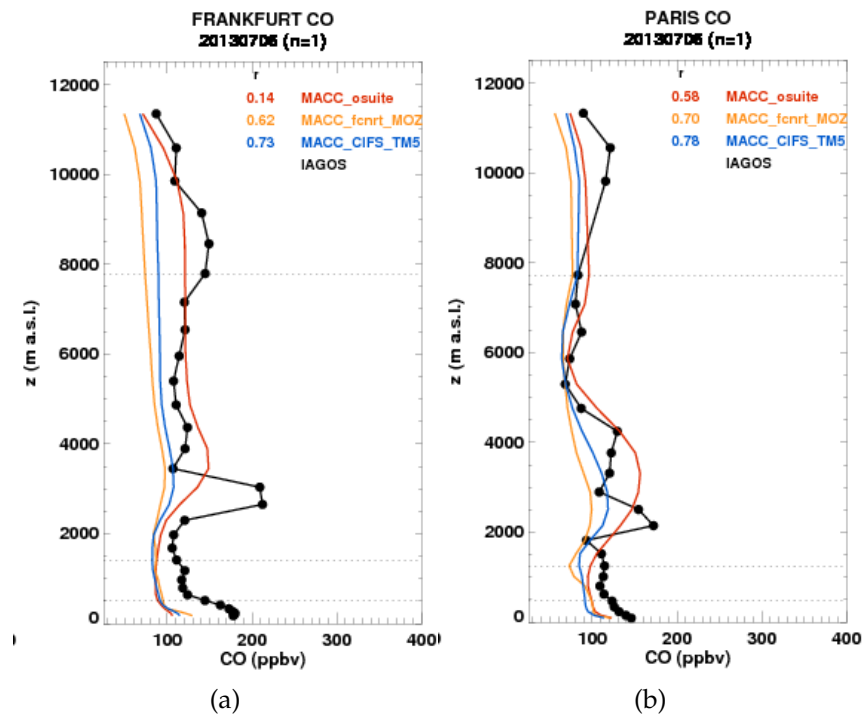 FRANKFURT CO
20130706 (n=1)
r
0.14 MACC_osuite
0.62 MACC_fcnrt_MOZ
0.73 MACC_CIFS_TM5
IAGOS
12000
10000
8000
6000
4000
2000
0
z (m a.s.l.)
100 200 300 400
CO (ppbv)
(a)
PARIS CO
20130706 (n=1)
r
0.58 MACC_osuite
0.70 MACC_fcnrt_MOZ
0.78 MACC_CIFS_TM5
IAGOS
12000
10000
8000
6000
4000
2000
0
z (m a.s.l.)
0 100 200 300 400
CO (ppbv)
(b)